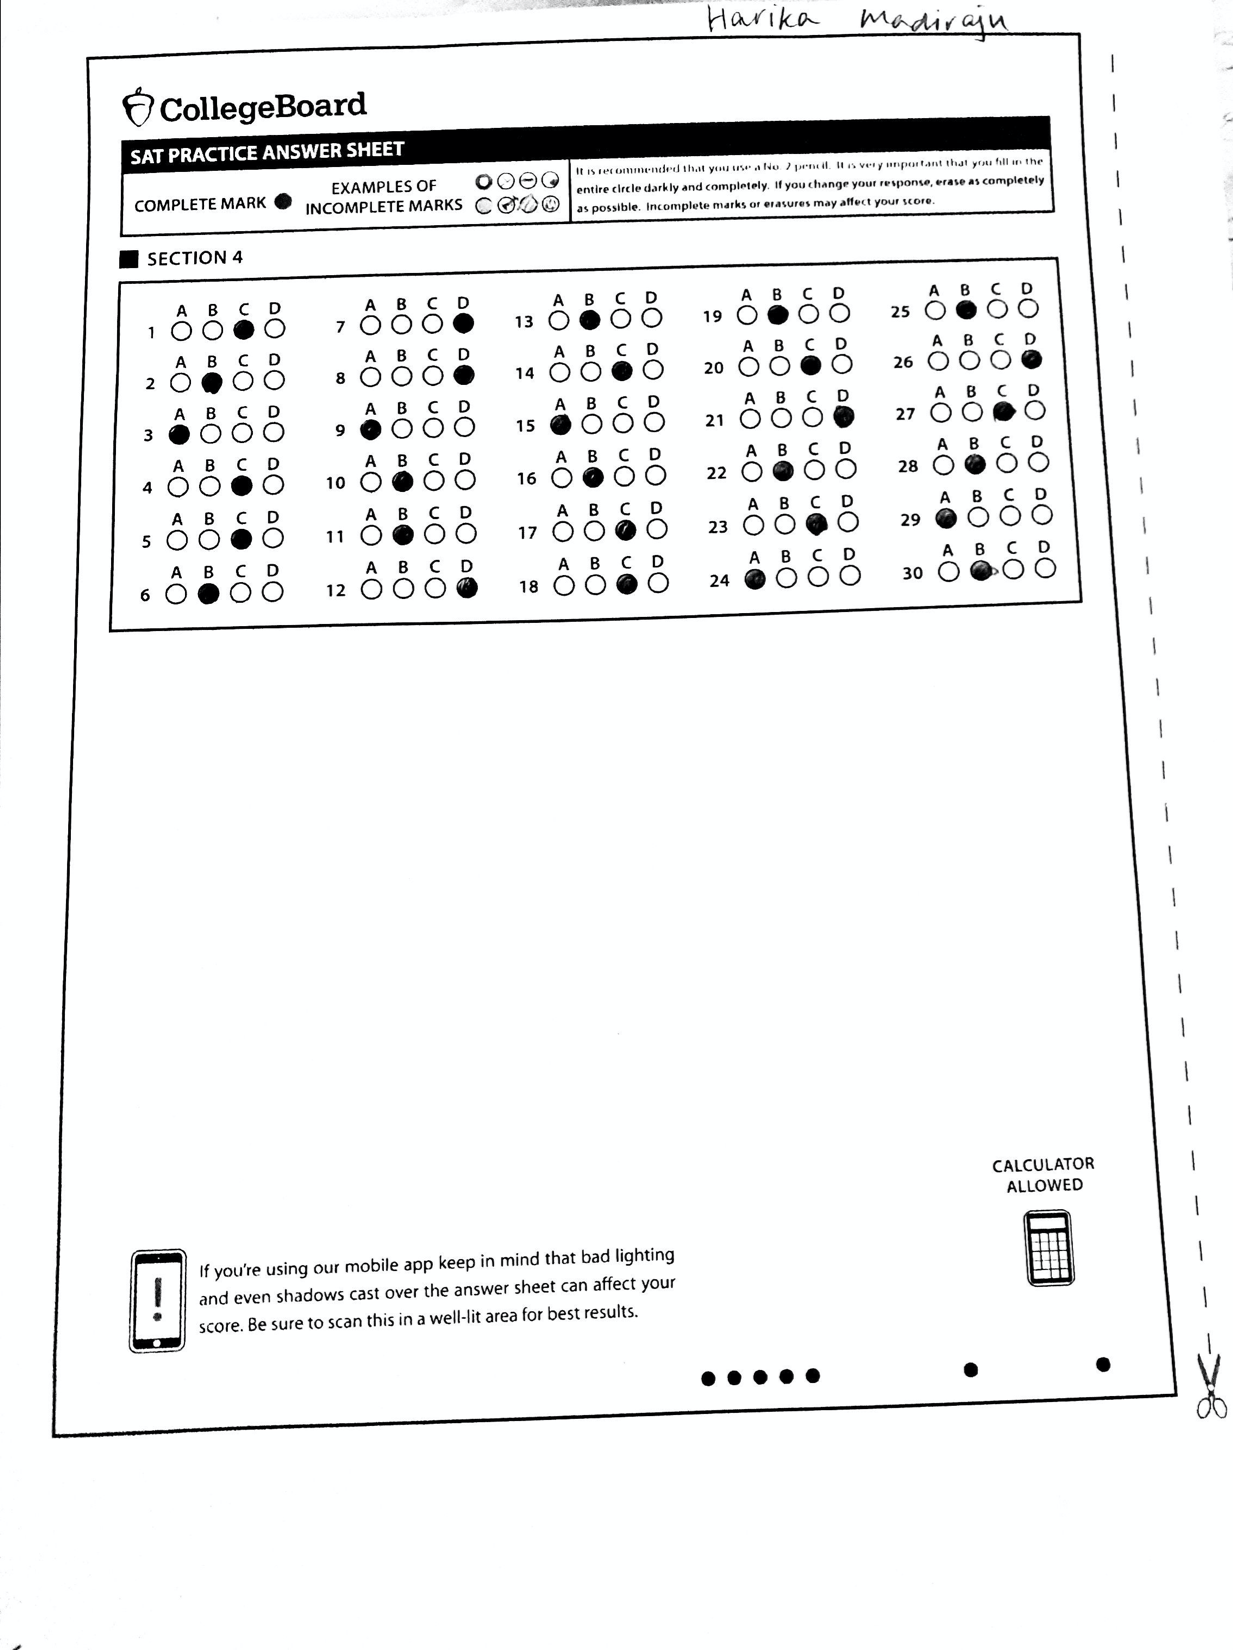 Harika Madiraju
CollegeBoard
SAT PRACTICE ANSWER SHEET
COMPLETE MARK
EXAMPLES OF
INCOMPLETE MARKS
It is recommended that you use a No. 2 pencil. It is very important that you fill in the
entire circle darkly and completely. If you change your response, erase as completely
as possible. Incomplete marks or erasures may affect your score.
SECTION 4
A B C D
1
A B C D
2
A B C D
3
A B C D
4
A B C D
5
A B C D
6
A B C D
7
A B C D
8
A B C D
9
A B C D
10
A B C D
11
A B C D
12
A B C D
13
A B C D
14
A B C D
15
A B C D
16
A B C D
17
A B C D
18
A B C D
19
A B C D
20
A B C D
21
A B C D
22
A B C D
23
A B C D
24
A B C D
25
A B C D
26
A B C D
27
A B C D
28
A B C D
29
A B C D
30
CALCULATOR
ALLOWED
If you're using our mobile app keep in mind that bad lighting
and even shadows cast over the answer sheet can affect your
score. Be sure to scan this in a well-lit area for best results.